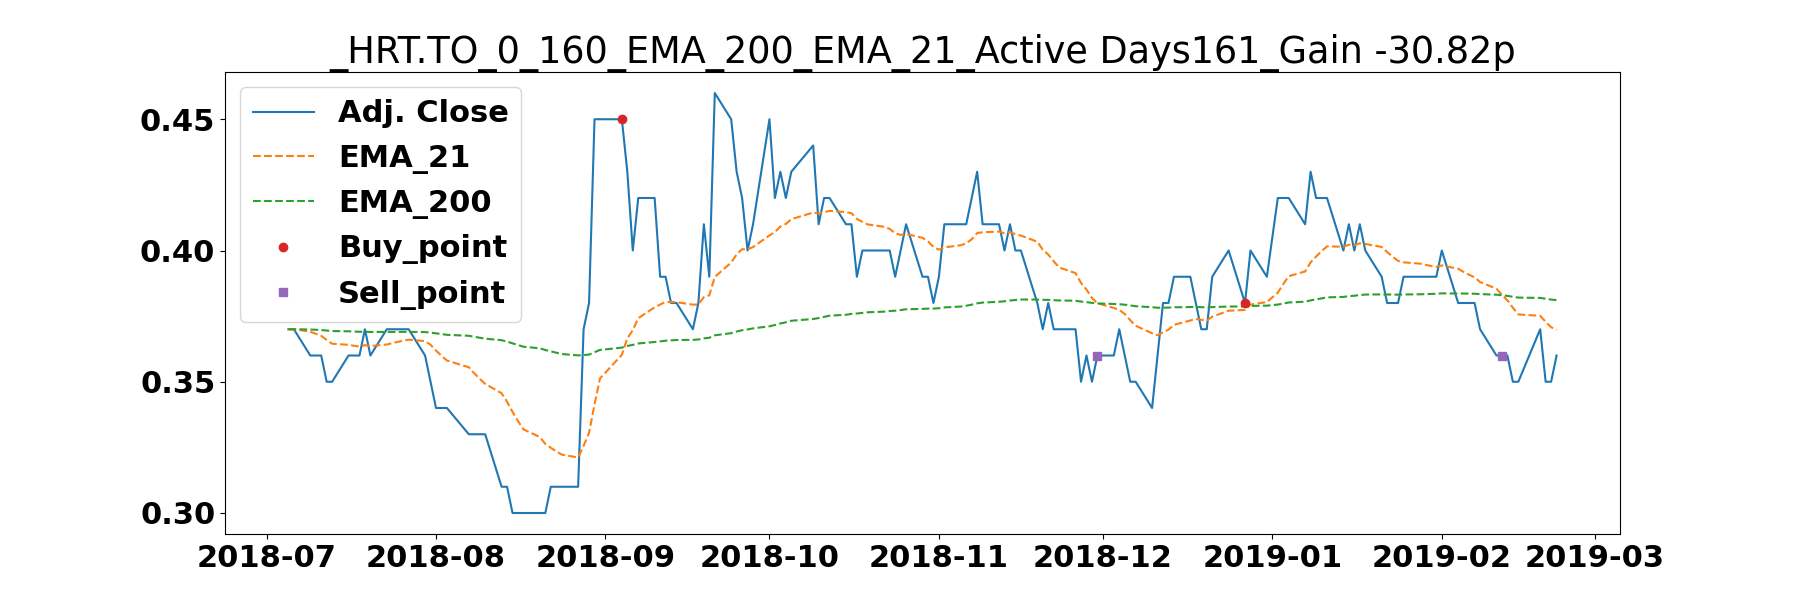 _HRT.TO_0_160_EMA_200_EMA_21_Active Days161_Gain -30.82p
Adj. Close
EMA_21
EMA_200
Buy_point
Sell_point
0.45
0.40
0.35
0.30
2018-07 2018-08 2018-09 2018-10 2018-11 2018-12 2019-01 2019-02 2019-03